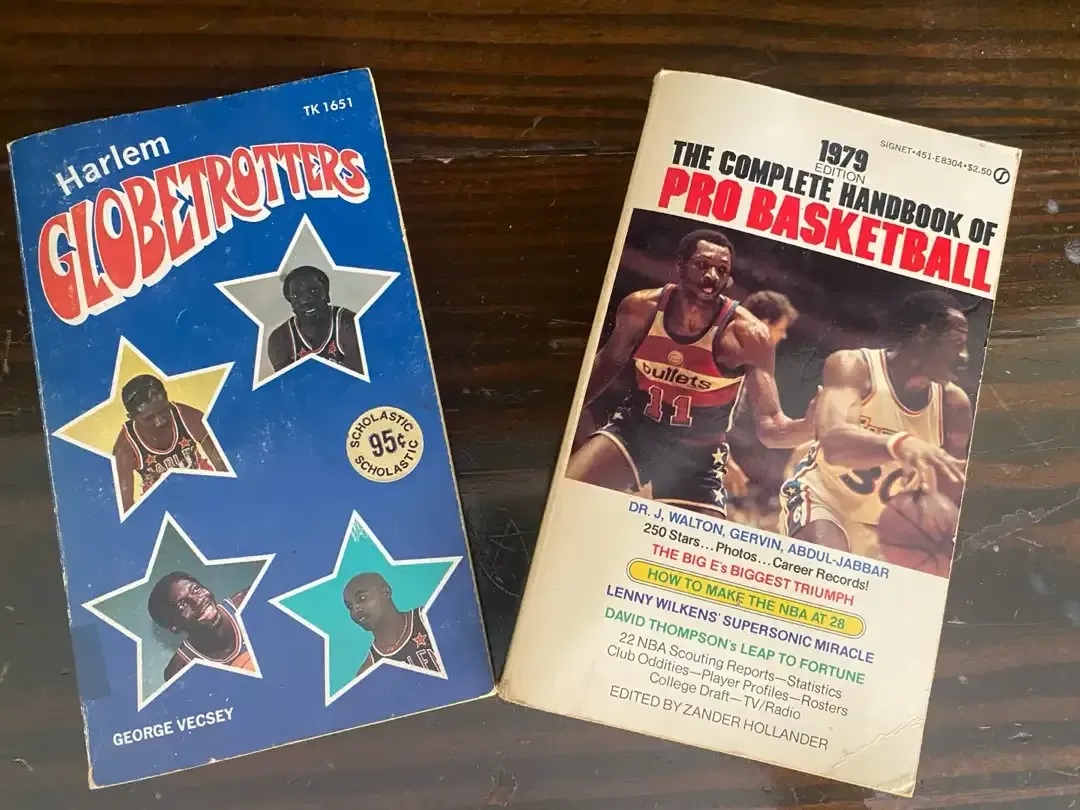 TK 1651
Harlem
GLOBETROTTERS
SCHOLASTIC
95¢
SCHOLASTIC
GEORGE VECSEY
SIGNET•451-E8304•$2.50
1979
EDITION
THE COMPLETE HANDBOOK OF
PRO BASKETBALL
bullets
11
30
DR. J, WALTON, GERVIN, ABDUL-JABBAR
250 Stars...Photos...Career Records!
THE BIG E's BIGGEST TRIUMPH
HOW TO MAKE THE NBA AT 28
LENNY WILKENS' SUPERSONIC MIRACLE
DAVID THOMPSON's LEAP TO FORTUNE
22 NBA Scouting Reports—Statistics
Club Oddities—Player Profiles—Rosters
College Draft—TV/Radio
EDITED BY ZANDER HOLLANDER